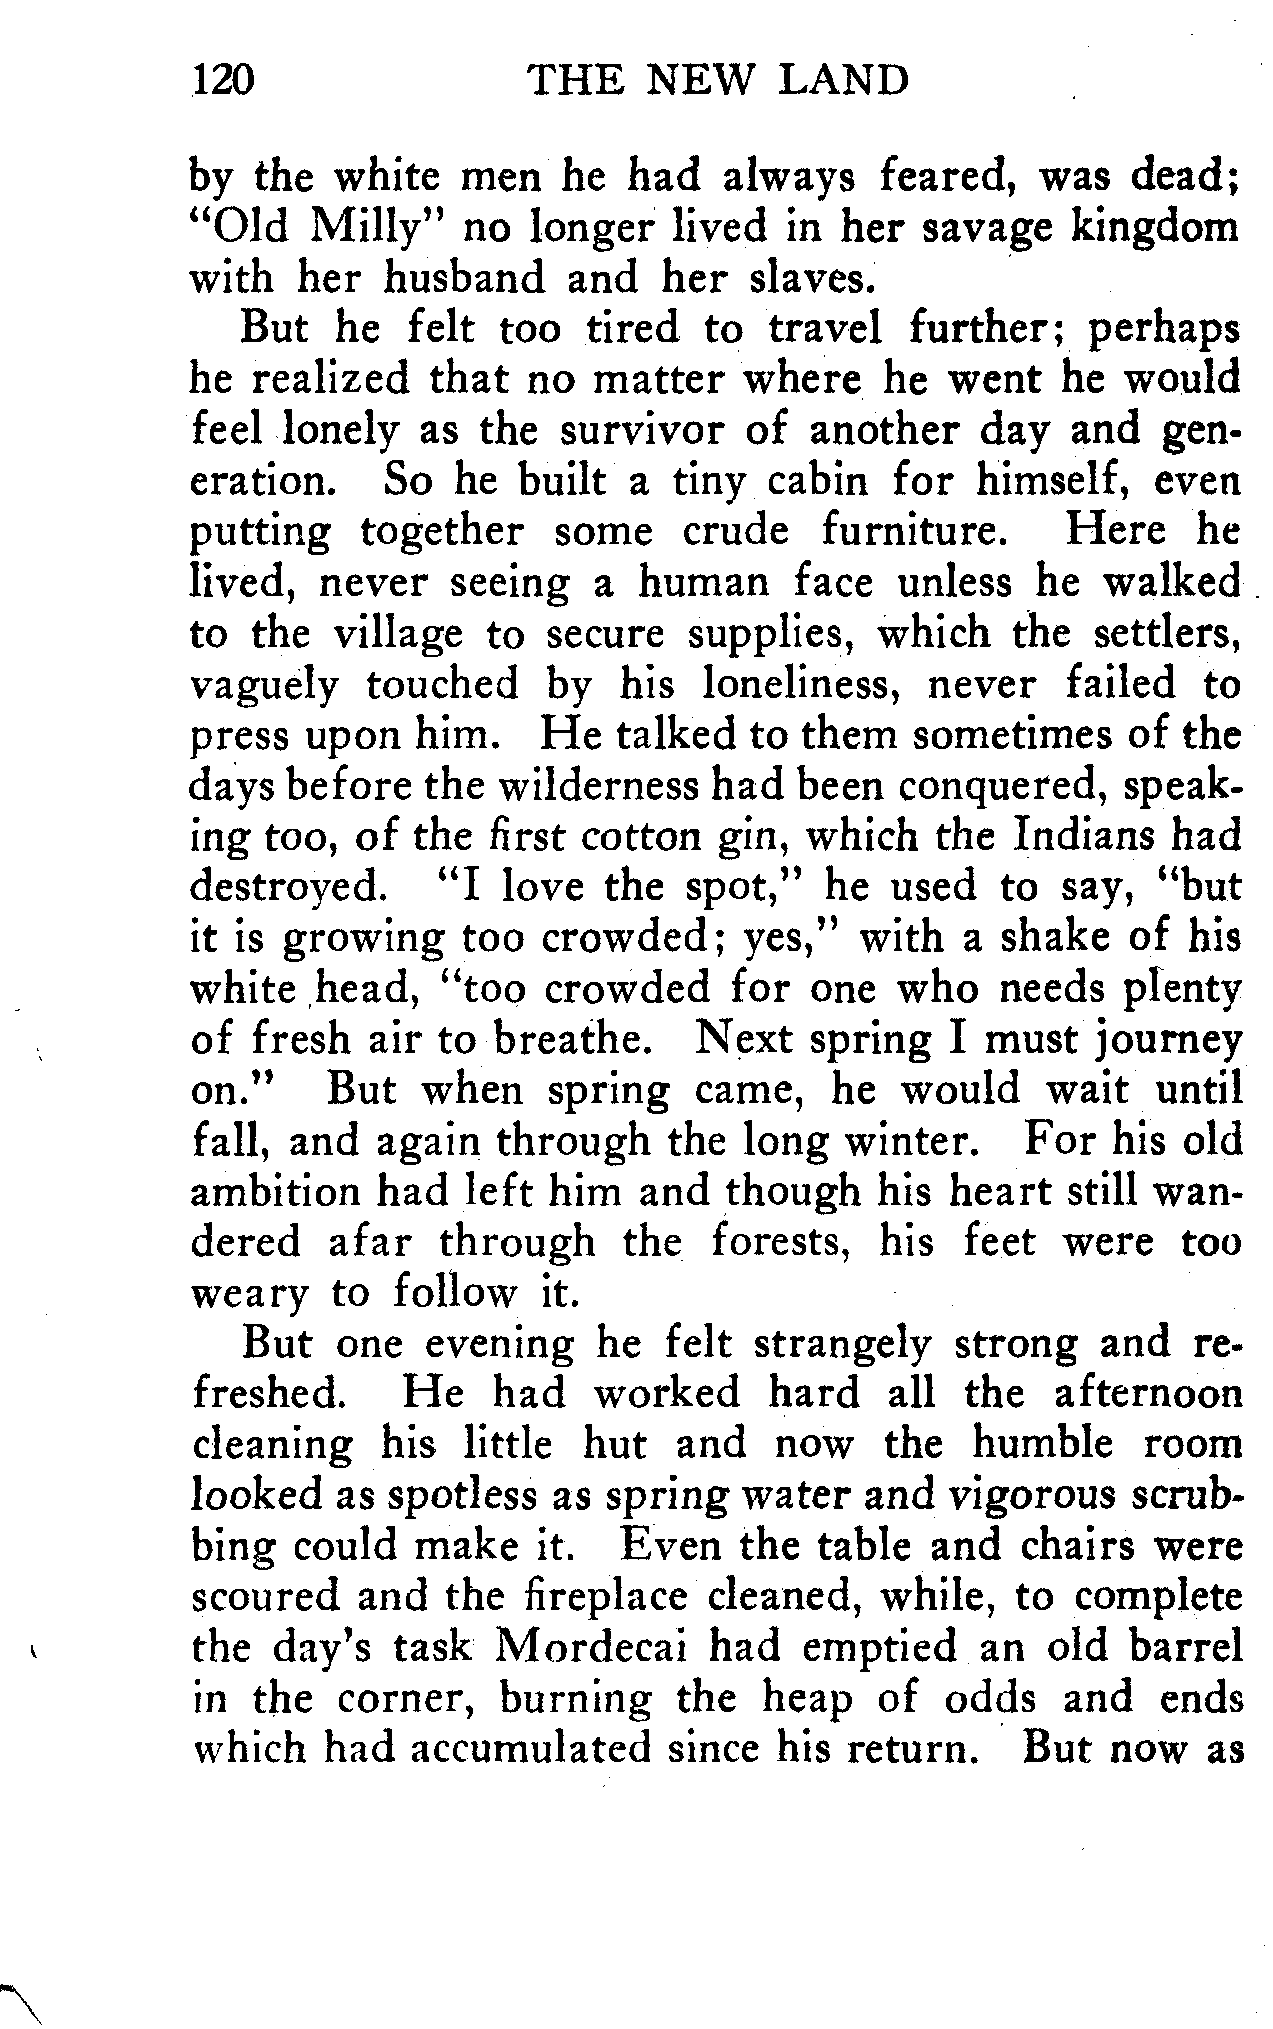 120 THE NEW LAND
by the white men he had always feared, was dead;
“Old Milly” no longer lived in her savage kingdom
with her husband and her slaves.
But he felt too tired to travel further; perhaps
he realized that no matter where he went he would
feel lonely as the survivor of another day and gen-
eration. So he built a tiny cabin for himself, even
putting together some crude furniture. Here he
lived, never seeing a human face unless he walked
to the village to secure supplies, which the settlers,
vaguely touched by his loneliness, never failed to
press upon him. He talked to them sometimes of the
days before the wilderness had been conquered, speak-
ing too, of the first cotton gin, which the Indians had
destroyed. “I love the spot,” he used to say, “but
it is growing too crowded; yes,” with a shake of his
white head, “too crowded for one who needs plenty
of fresh air to breathe. Next spring I must journey
on.” But when spring came, he would wait until
fall, and again through the long winter. For his old
ambition had left him and though his heart still wan-
dered afar through the forests, his feet were too
weary to follow it.
But one evening he felt strangely strong and re-
freshed. He had worked hard all the afternoon
cleaning his little hut and now the humble room
looked as spotless as spring water and vigorous scrub-
bing could make it. Even the table and chairs were
scoured and the fireplace cleaned, while, to complete
the day's task Mordecai had emptied an old barrel
in the corner, burning the heap of odds and ends
which had accumulated since his return. But now as